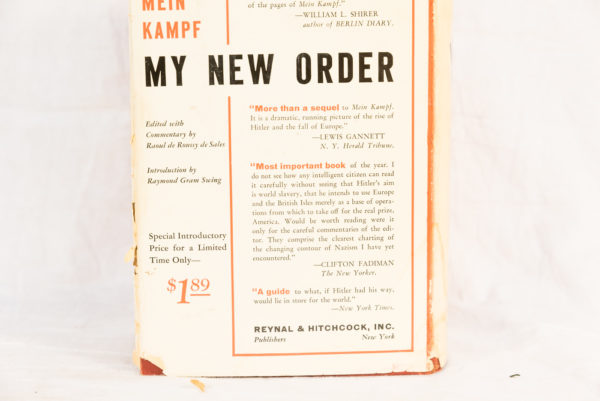 MEIN
KAMPF
of the pages of Mein Kampf."
—WILLIAM L. SHIRER
author of BERLIN DIARY.
MY NEW ORDER
Edited with
Commentary by
Raoul de Roussy de Sales
Introduction by
Raymond Gram Swing
Special Introductory
Price for a Limited
Time Only—
$1.89
"More than a sequel to Mein Kampf.
It is a dramatic, running picture of the rise of
Hitler and the fall of Europe."
—LEWIS GANNETT
N. Y. Herald Tribune.
"Most important book of the year. I
do not see how any intelligent citizen can read
it carefully without seeing that Hitler's aim
is world slavery, that he intends to use Europe
and the British Isles merely as a base of opera-
tions from which to take off for the real prize,
America. Would be worth reading were it
only for the careful commentaries of the edi-
tor. They comprise the clearest charting of
the changing contour of Nazism I have yet
encountered."
—CLIFTON FADIMAN
The New Yorker.
"A guide to what, if Hitler had his way,
would lie in store for the world."
—New York Times.
REYNAL & HITCHCOCK, INC.
Publishers New York